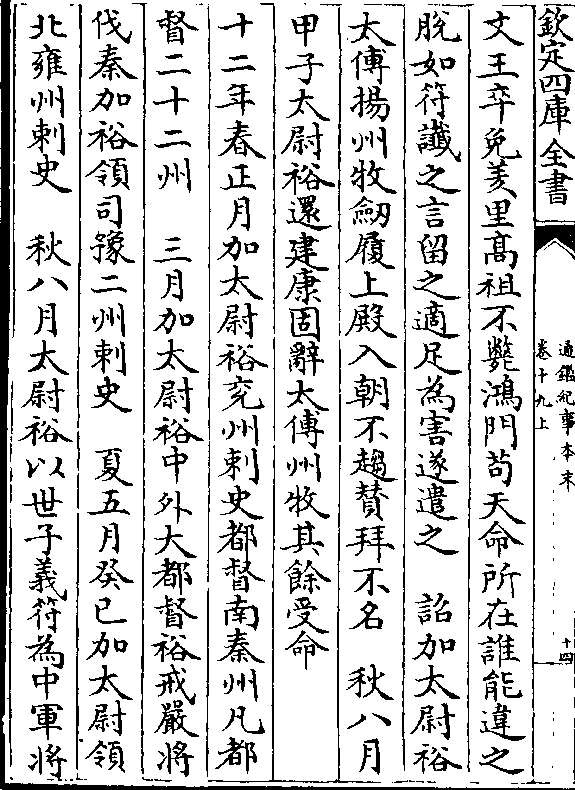 欽定四庫全書
通鑑紀事本末
卷十九上
十四
文王卒免羑里高祖不斃鴻門苟天命所在誰能違之
脫如符讖之言留之適足為害遂遣之　詔加太尉裕
太傅揚州牧劒履上殿入朝不趨贊拜不名　秋八月
甲子太尉裕還建康固辭太傅州牧其餘受命
十二年春正月加太尉裕兗州刺史都督南秦州凡都
督二十二州　三月加太尉裕中外大都督裕戒嚴將
伐秦加裕領司豫二州刺史　夏五月癸巳加太尉領
北雍州刺史　秋八月太尉裕以世子義符為中軍將